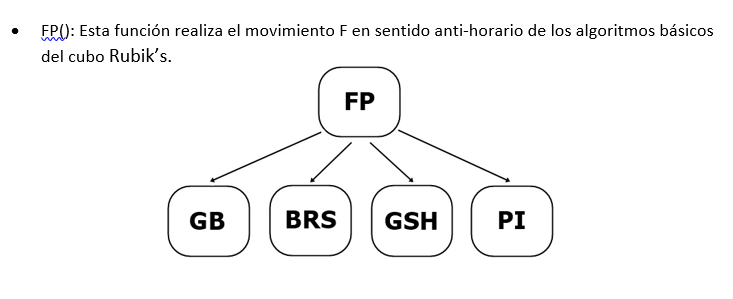 • FP(): Esta función realiza el movimiento F en sentido anti-horario de los algoritmos básicos
del cubo Rubik’s.
FP
GB BRS GSH PI